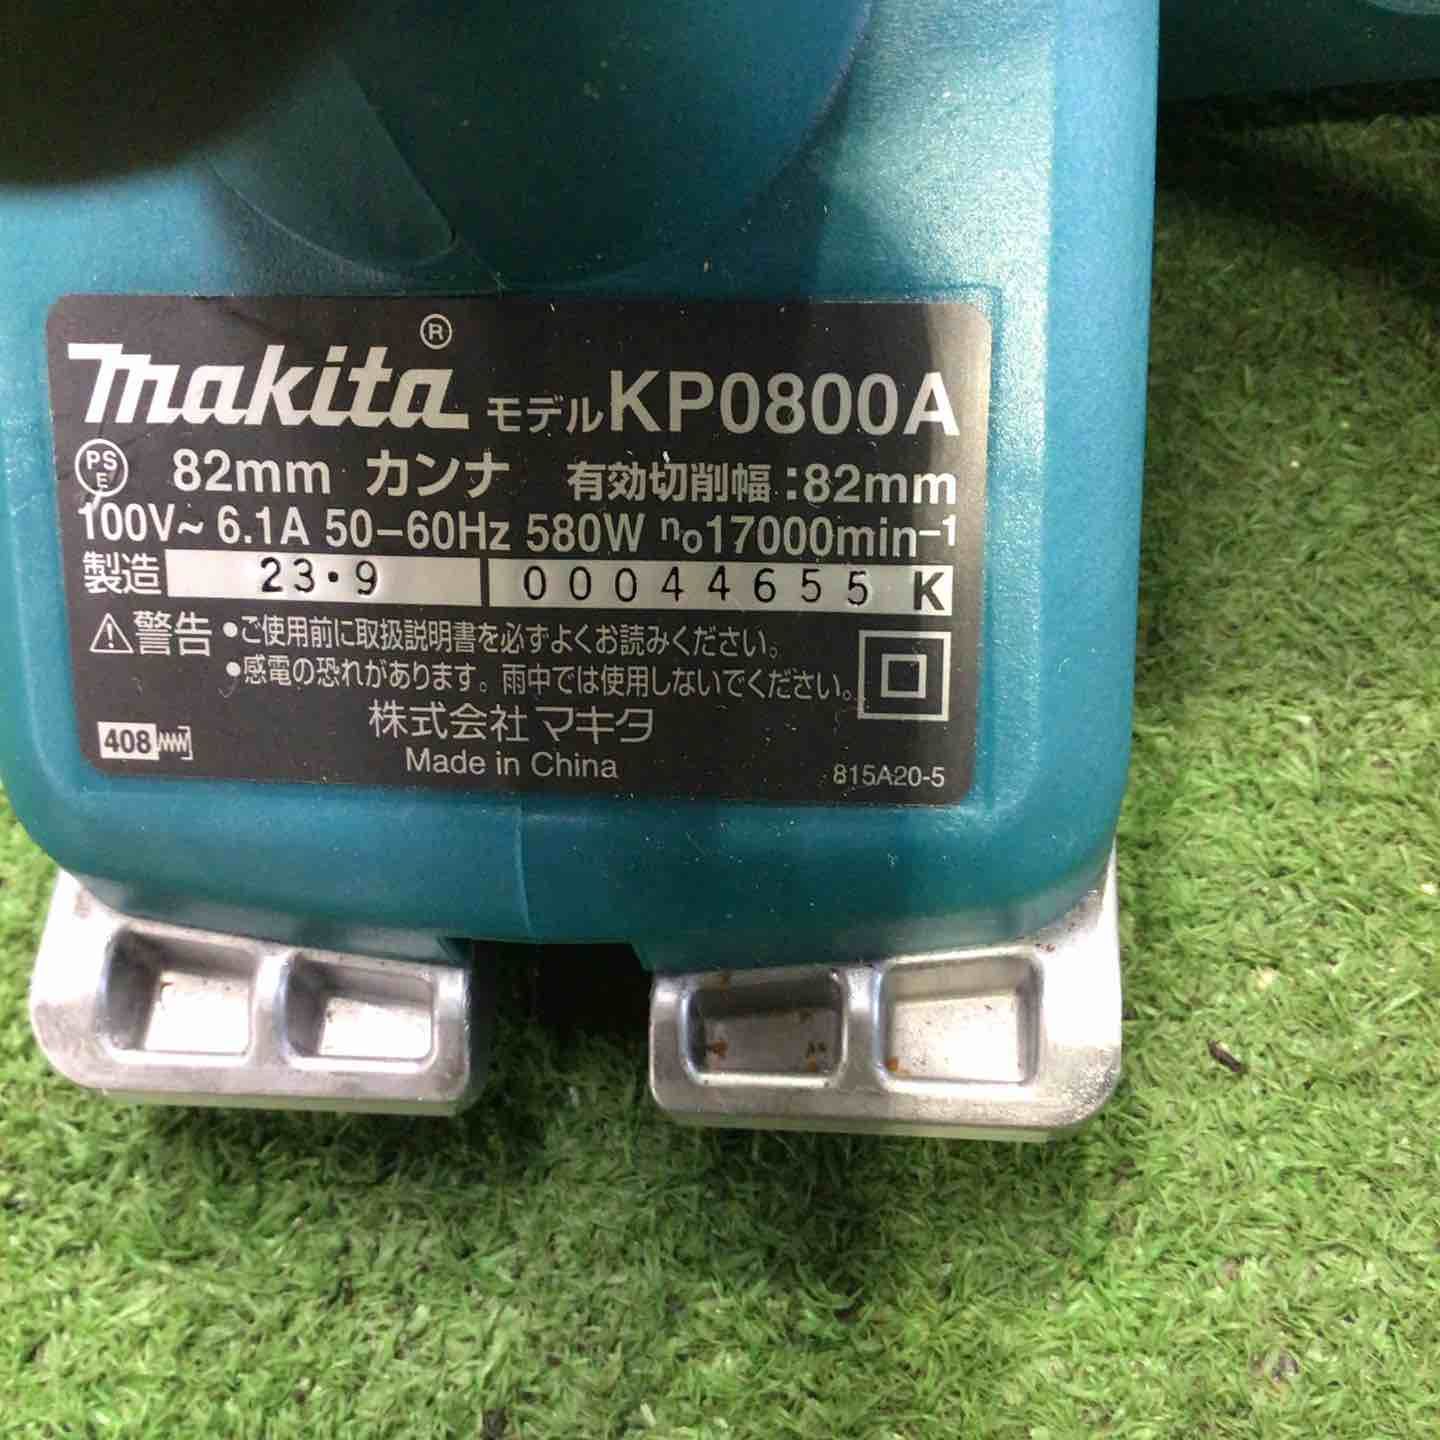 makita® モデルKP0800A
PSE 82mm カンナ 有効切削幅:82mm
100V~ 6.1A 50-60Hz 580W n₀17000min⁻¹
製造 23・9 00044655 K
⚠警告 •ご使用前に取扱説明書を必ずよくお読みください。
•感電の恐れがあります。雨中では使用しないでください。
株式会社 マキタ
408
Made in China
815A20-5